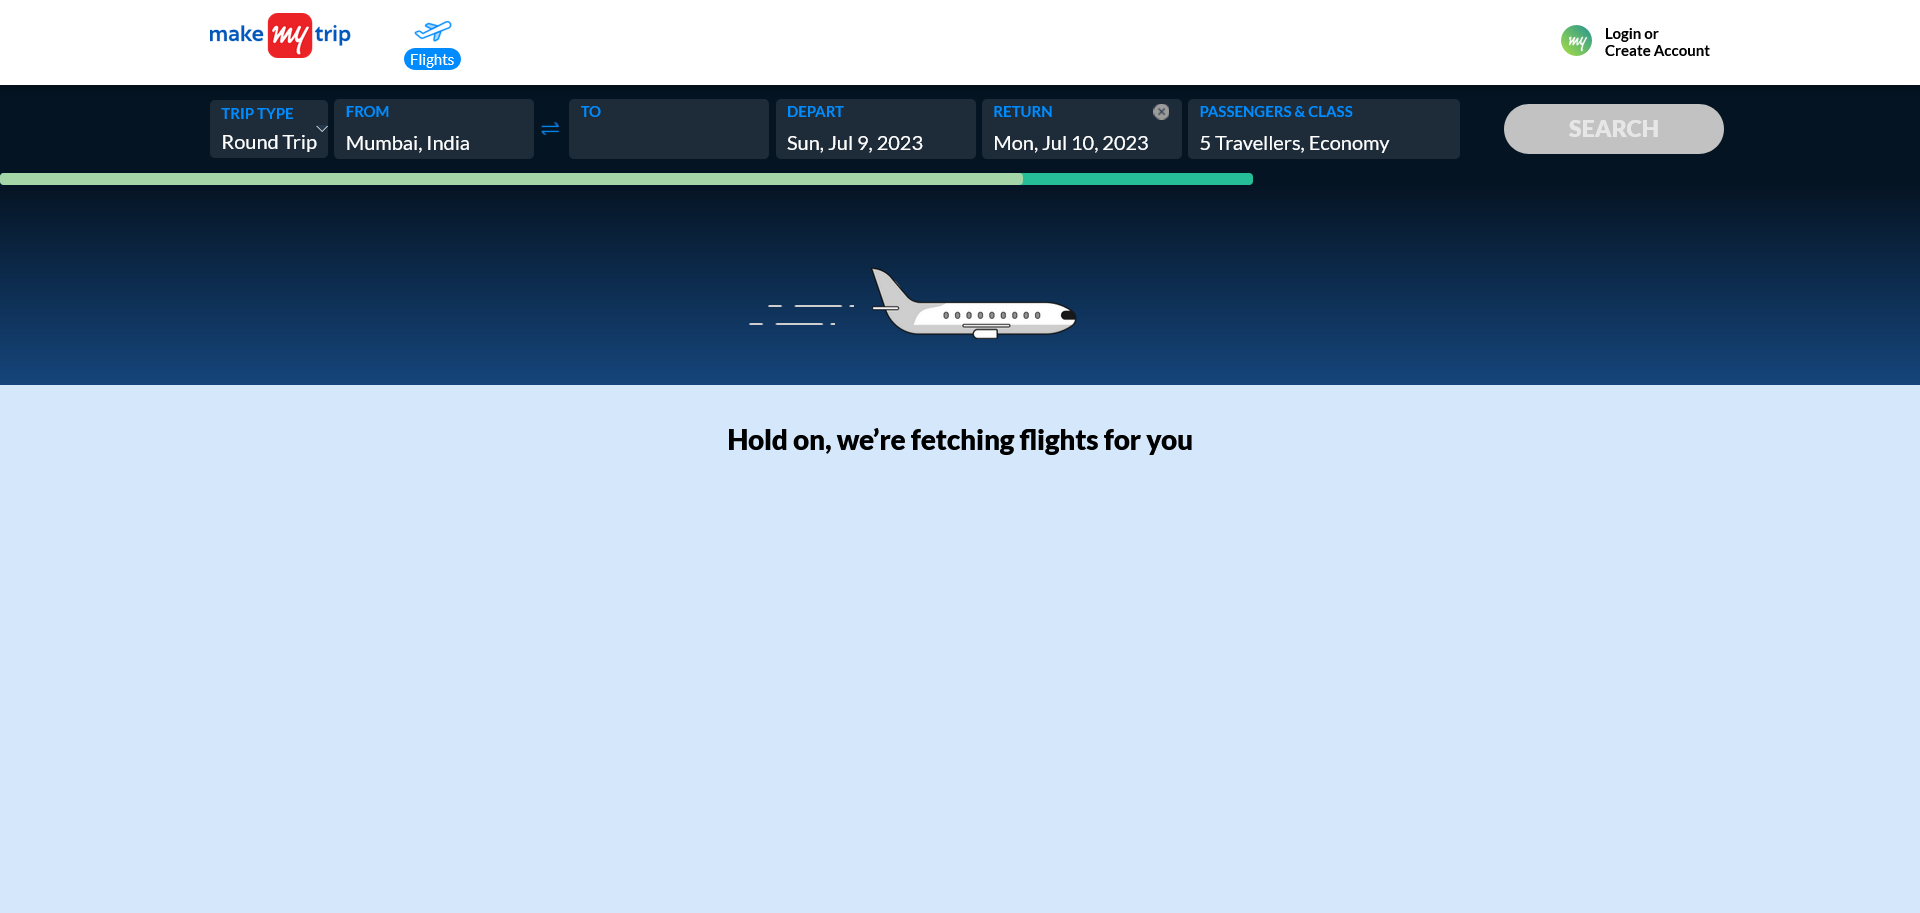 make my trip
Flights
my
Login or
Create Account
TRIP TYPE
Round Trip
FROM
Mumbai, India
TO
DEPART
Sun, Jul 9, 2023
RETURN
Mon, Jul 10, 2023
PASSENGERS & CLASS
5 Travellers, Economy
SEARCH
Hold on, we’re fetching flights for you